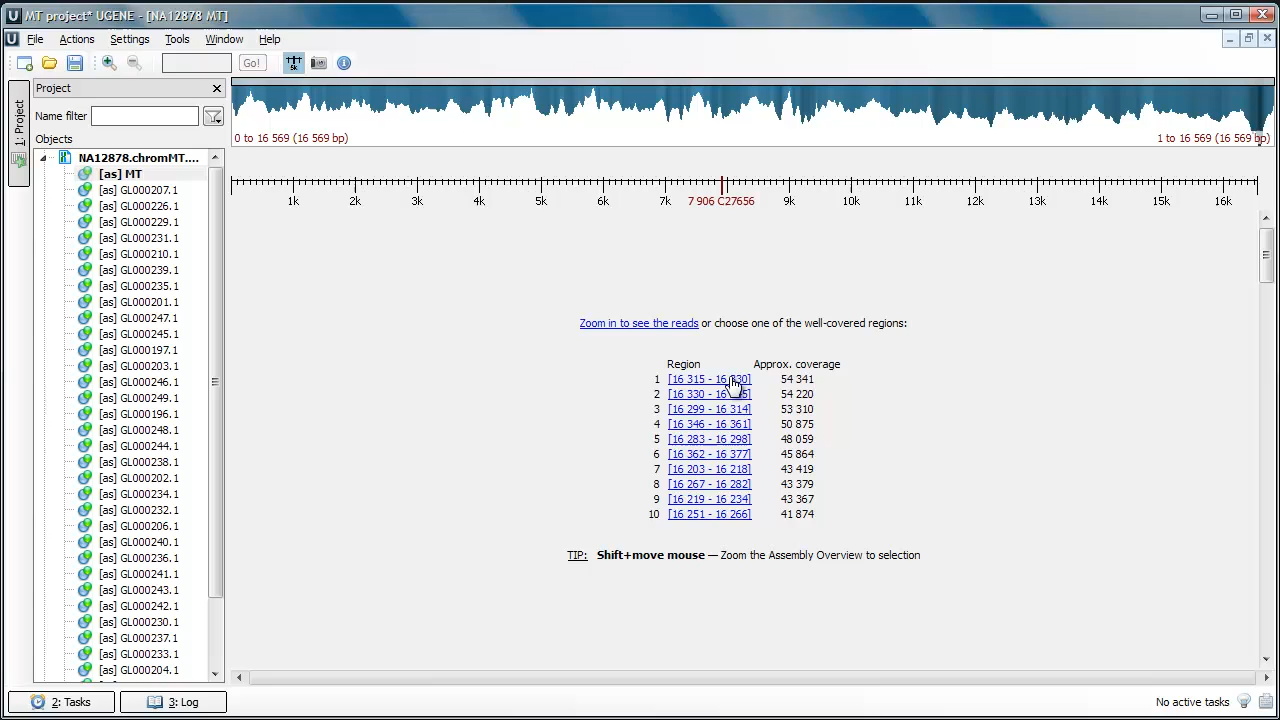 MT project* UGENE - [NA12878 MT]
File Actions Settings Tools Window Help
Go!
5k
1: Project
Project
Name filter
Objects
NA12878.chromMT....
[as] MT
[as] GL000207.1
[as] GL000226.1
[as] GL000229.1
[as] GL000231.1
[as] GL000210.1
[as] GL000239.1
[as] GL000235.1
[as] GL000201.1
[as] GL000247.1
[as] GL000245.1
[as] GL000197.1
[as] GL000203.1
[as] GL000246.1
[as] GL000249.1
[as] GL000196.1
[as] GL000248.1
[as] GL000244.1
[as] GL000238.1
[as] GL000202.1
[as] GL000234.1
[as] GL000232.1
[as] GL000206.1
[as] GL000240.1
[as] GL000236.1
[as] GL000241.1
[as] GL000243.1
[as] GL000242.1
[as] GL000230.1
[as] GL000237.1
[as] GL000233.1
[as] GL000204.1
0 to 16 569 (16 569 bp) 1 to 16 569 (16 569 bp)
1k 2k 3k 4k 5k 6k 7k 7 906 C27656 9k 10k 11k 12k 13k 14k 15k 16k
Zoom in to see the reads or choose one of the well-covered regions:
Region Approx. coverage
1 [16 315 - 16 330] 54 341
2 [16 330 - 16 54 220
3 [16 299 - 16 314] 53 310
4 [16 346 - 16 361] 50 875
5 [16 283 - 16 298] 48 059
6 [16 362 - 16 377] 45 864
7 [16 203 - 16 218] 43 419
8 [16 267 - 16 282] 43 379
9 [16 219 - 16 234] 43 367
10 [16 251 - 16 266] 41 874
TIP: Shift+move mouse — Zoom the Assembly Overview to selection
2: Tasks 3: Log No active tasks